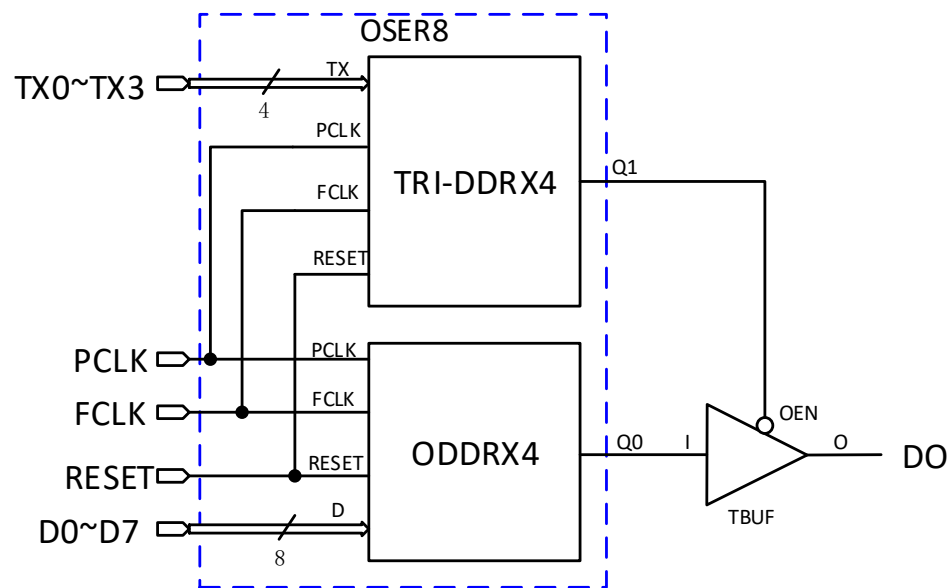 OSER8
TX0~TX3
4
TX
PCLK
FCLK
RESET
TRI-DDRX4
Q1
PCLK
FCLK
RESET
D0~D7
8
PCLK
FCLK
RESET
D
ODDRX4
Q0
I
OEN
O
TBUF
DO